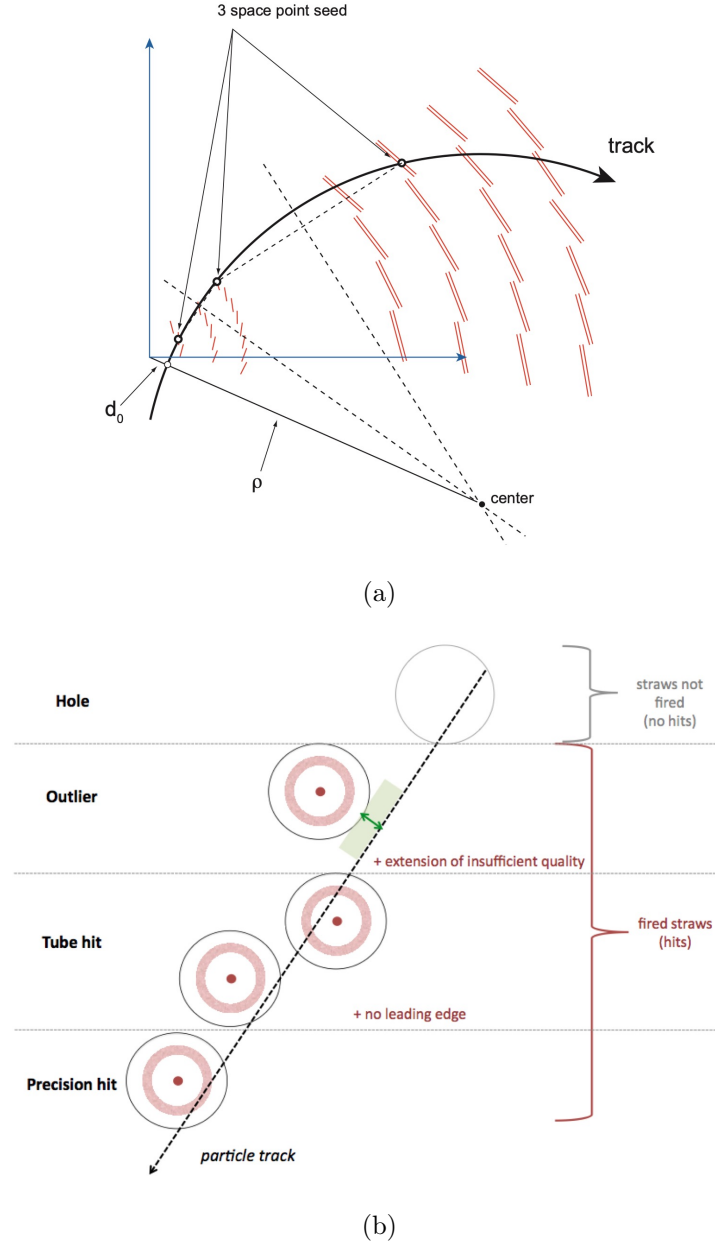 3 space point seed
track
d0
ρ
center
(a)
Hole
straws not
fired
(no hits)
Outlier
+ extension of insufficient quality
Tube hit
fired straws
(hits)
+ no leading edge
Precision hit
particle track
(b)